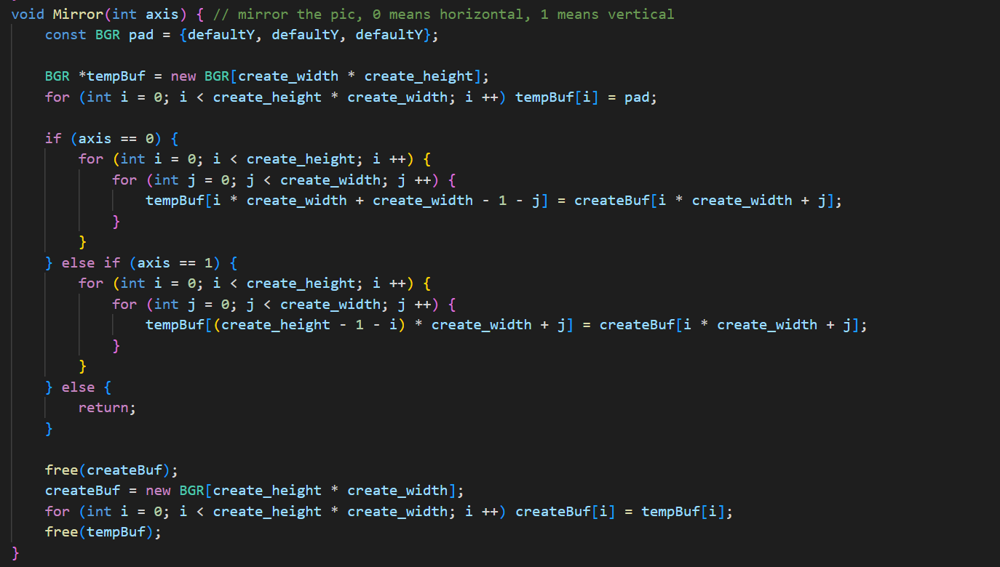 void Mirror(int axis) { // mirror the pic, 0 means horizontal, 1 means vertical
    const BGR pad = {defaultY, defaultY, defaultY};

    BGR *tempBuf = new BGR[create_width * create_height];
    for (int i = 0; i < create_height * create_width; i ++) tempBuf[i] = pad;

    if (axis == 0) {
        for (int i = 0; i < create_height; i ++) {
            for (int j = 0; j < create_width; j ++) {
                tempBuf[i * create_width + create_width - 1 - j] = createBuf[i * create_width + j];
            }
        }
    } else if (axis == 1) {
        for (int i = 0; i < create_height; i ++) {
            for (int j = 0; j < create_width; j ++) {
                tempBuf[(create_height - 1 - i) * create_width + j] = createBuf[i * create_width + j];
            }
        }
    } else {
        return;
    }

    free(createBuf);
    createBuf = new BGR[create_height * create_width];
    for (int i = 0; i < create_height * create_width; i ++) createBuf[i] = tempBuf[i];
    free(tempBuf);
}